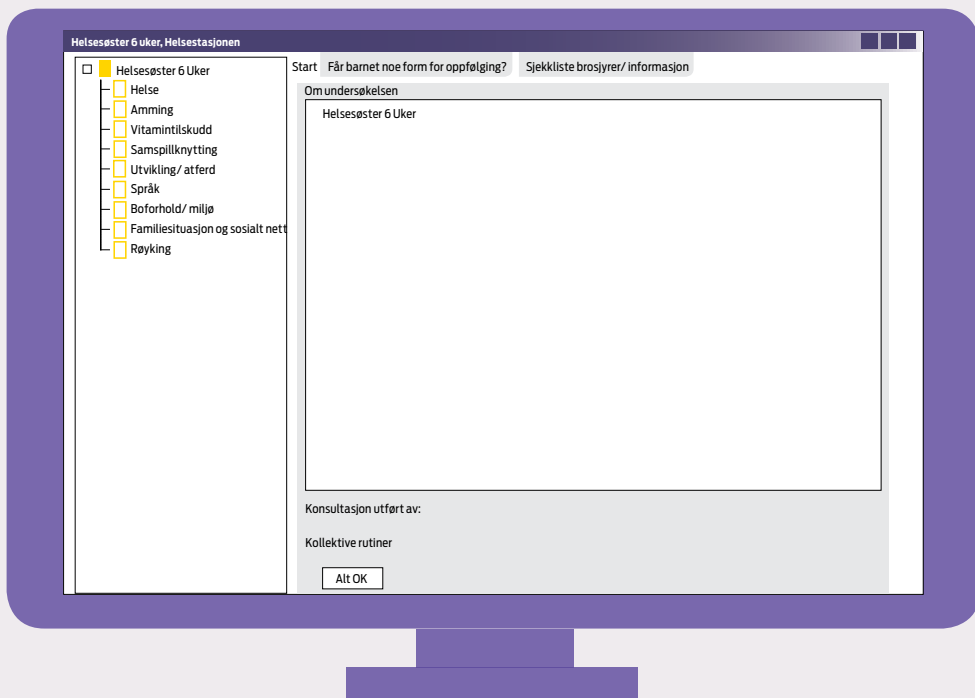 Helsesøster 6 uker, Helsestasjonen
Helsesøster 6 Uker
Helse
Amming
Vitamintilskudd
Samspillknytting
Utvikling/ atferd
Språk
Boforhold/ miljø
Familiesituasjon og sosialt nett
Røyking
Start Får barnet noe form for oppfølging? Sjekkliste brosjyrer/ informasjon
Om undersøkelsen
Helsesøster 6 Uker
Konsultasjon utført av:
Kollektive rutiner
Alt OK